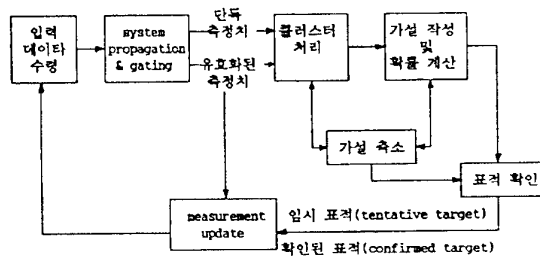 입력
데이타
수령
system
propagation
& gating
단독
측정치
유효화된
측정치
클러스터
처리
가설 작성
및
확률 계산
가설 축소
표적 확인
measurement
update
임시 표적(tentative target)
확인된 표적(confirmed target)